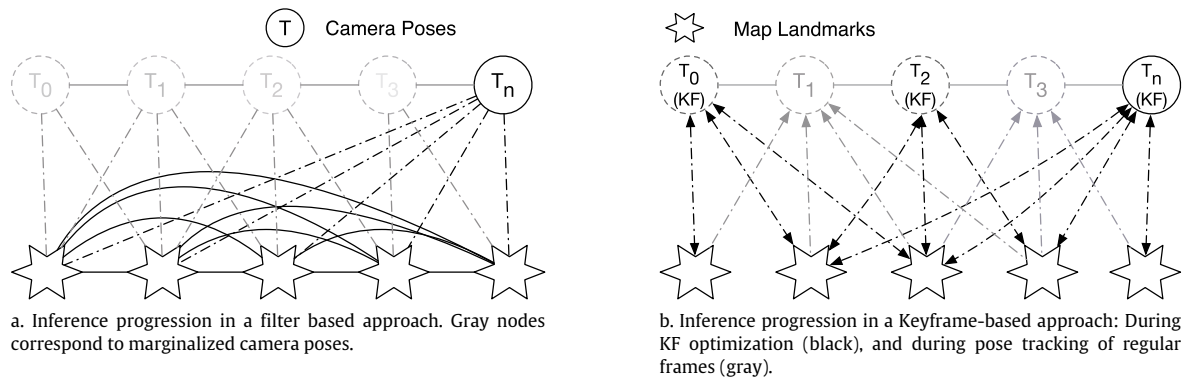 T Camera Poses
Map Landmarks
T0 T1 T2 T3 Tn
T0 (KF) T1 T2 (KF) T3 Tn (KF)
a. Inference progression in a filter based approach. Gray nodes
correspond to marginalized camera poses.
b. Inference progression in a Keyframe-based approach: During
KF optimization (black), and during pose tracking of regular
frames (gray).